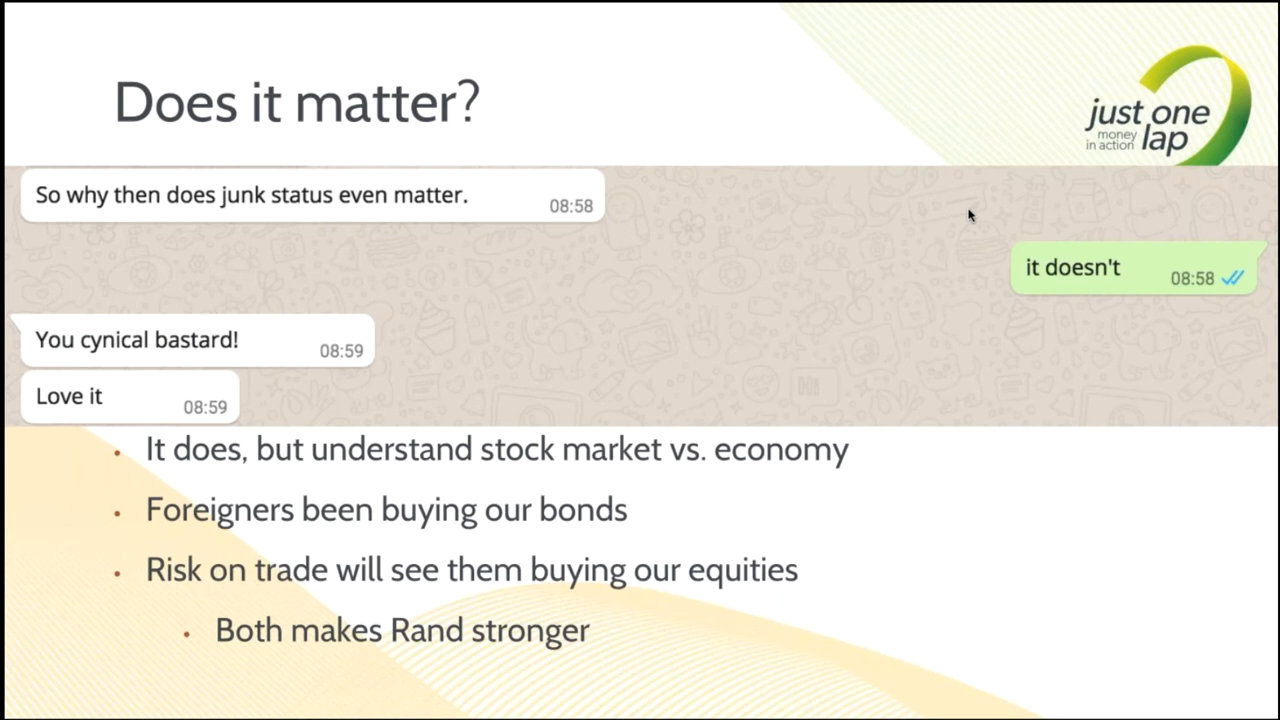 Does it matter?
just one
money
in action
lap
So why then does junk status even matter.
08:58
it doesn't
08:58
You cynical bastard!
08:59
Love it
08:59
• It does, but understand stock market vs. economy
• Foreigners been buying our bonds
• Risk on trade will see them buying our equities
• Both makes Rand stronger